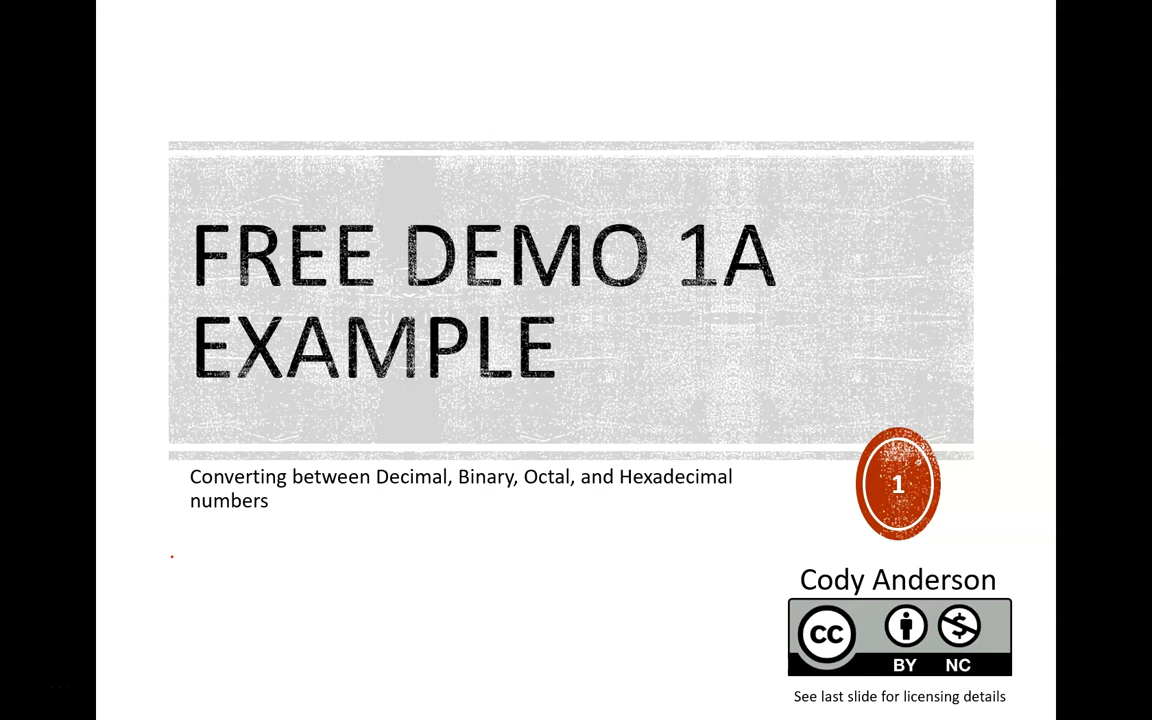 FREE DEMO 1A
EXAMPLE
Converting between Decimal, Binary, Octal, and Hexadecimal
numbers
1
Cody Anderson
CC
BY NC
See last slide for licensing details